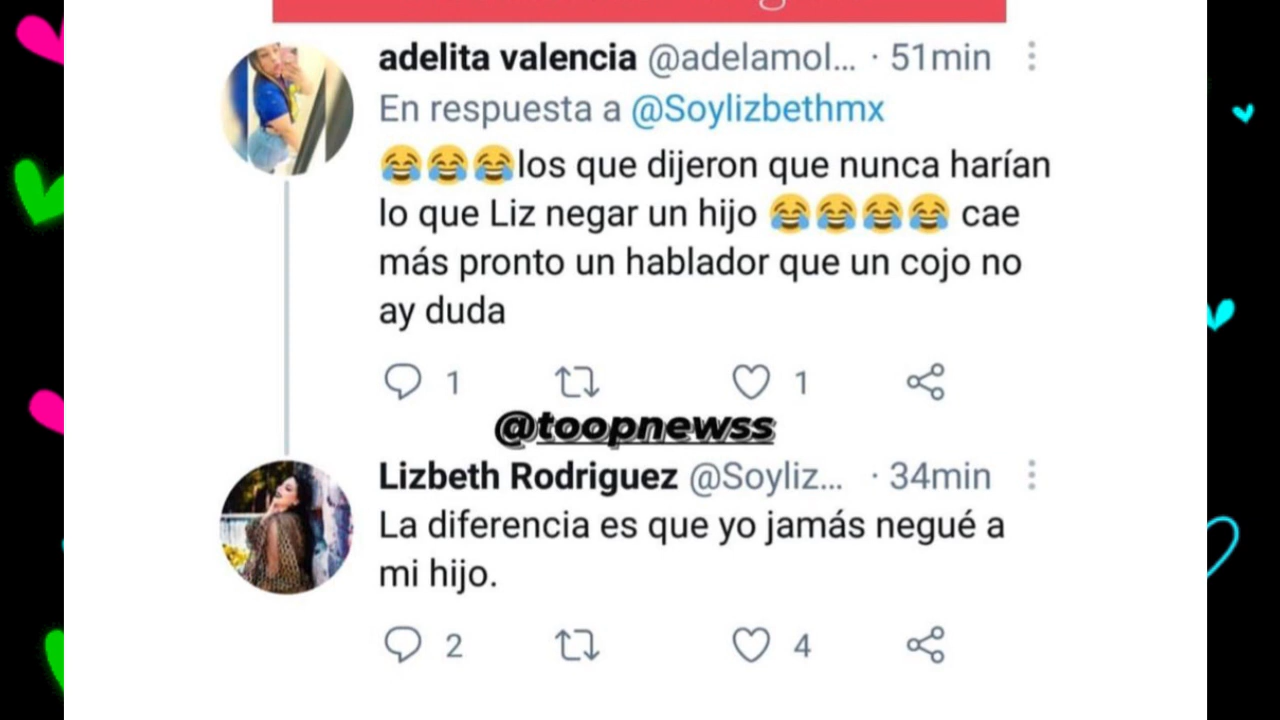 adelita valencia @adelamol... · 51min
En respuesta a @Soylizbethmx
😂😂😂los que dijeron que nunca harían
lo que Liz negar un hijo 😂😂😂😂 cae
más pronto un hablador que un cojo no
ay duda
1 1
@toopnewss
Lizbeth Rodriguez @Soyliz... · 34min
La diferencia es que yo jamás negué a
mi hijo.
2 4